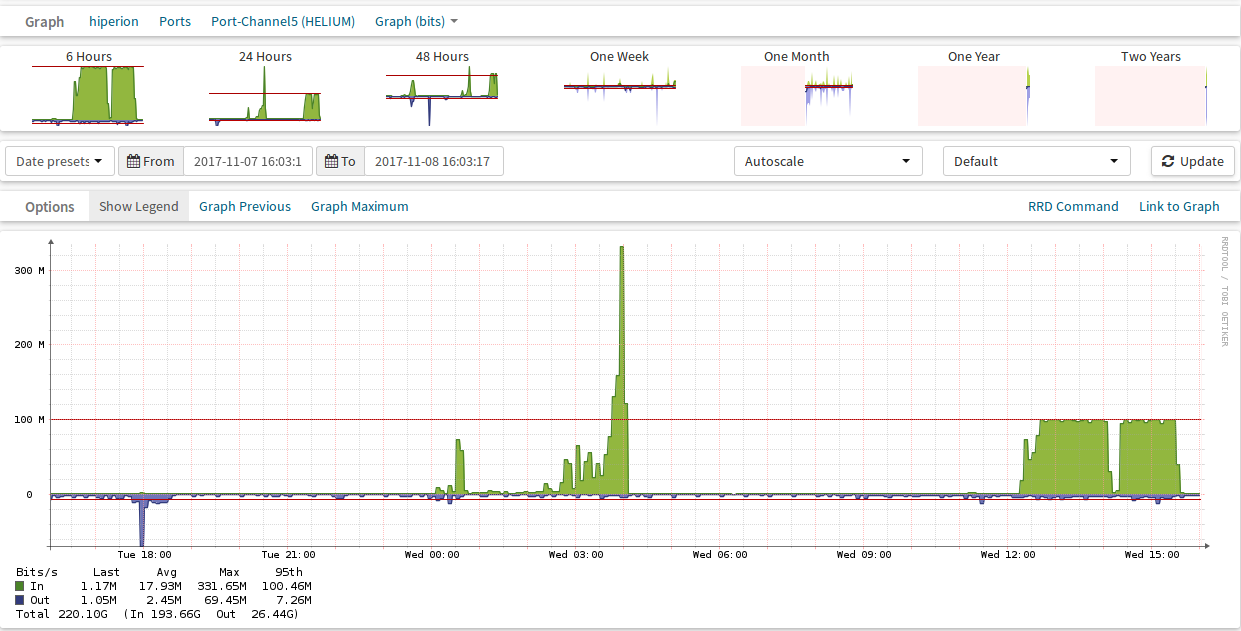 Graph hiperion Ports Port-Channel5 (HELIUM) Graph (bits)
6 Hours 24 Hours 48 Hours One Week One Month One Year Two Years
Date presets From 2017-11-07 16:03:1 To 2017-11-08 16:03:17 Autoscale Default Update
Options Show Legend Graph Previous Graph Maximum RRD Command Link to Graph
RRDTOOL / TOBI OETIKER
300 M
200 M
100 M
0
Tue 18:00 Tue 21:00 Wed 00:00 Wed 03:00 Wed 06:00 Wed 09:00 Wed 12:00 Wed 15:00
Bits/s Last Avg Max 95th
In 1.17M 17.93M 331.65M 100.46M
Out 1.05M 2.45M 69.45M 7.26M
Total 220.10G (In 193.66G Out 26.44G)